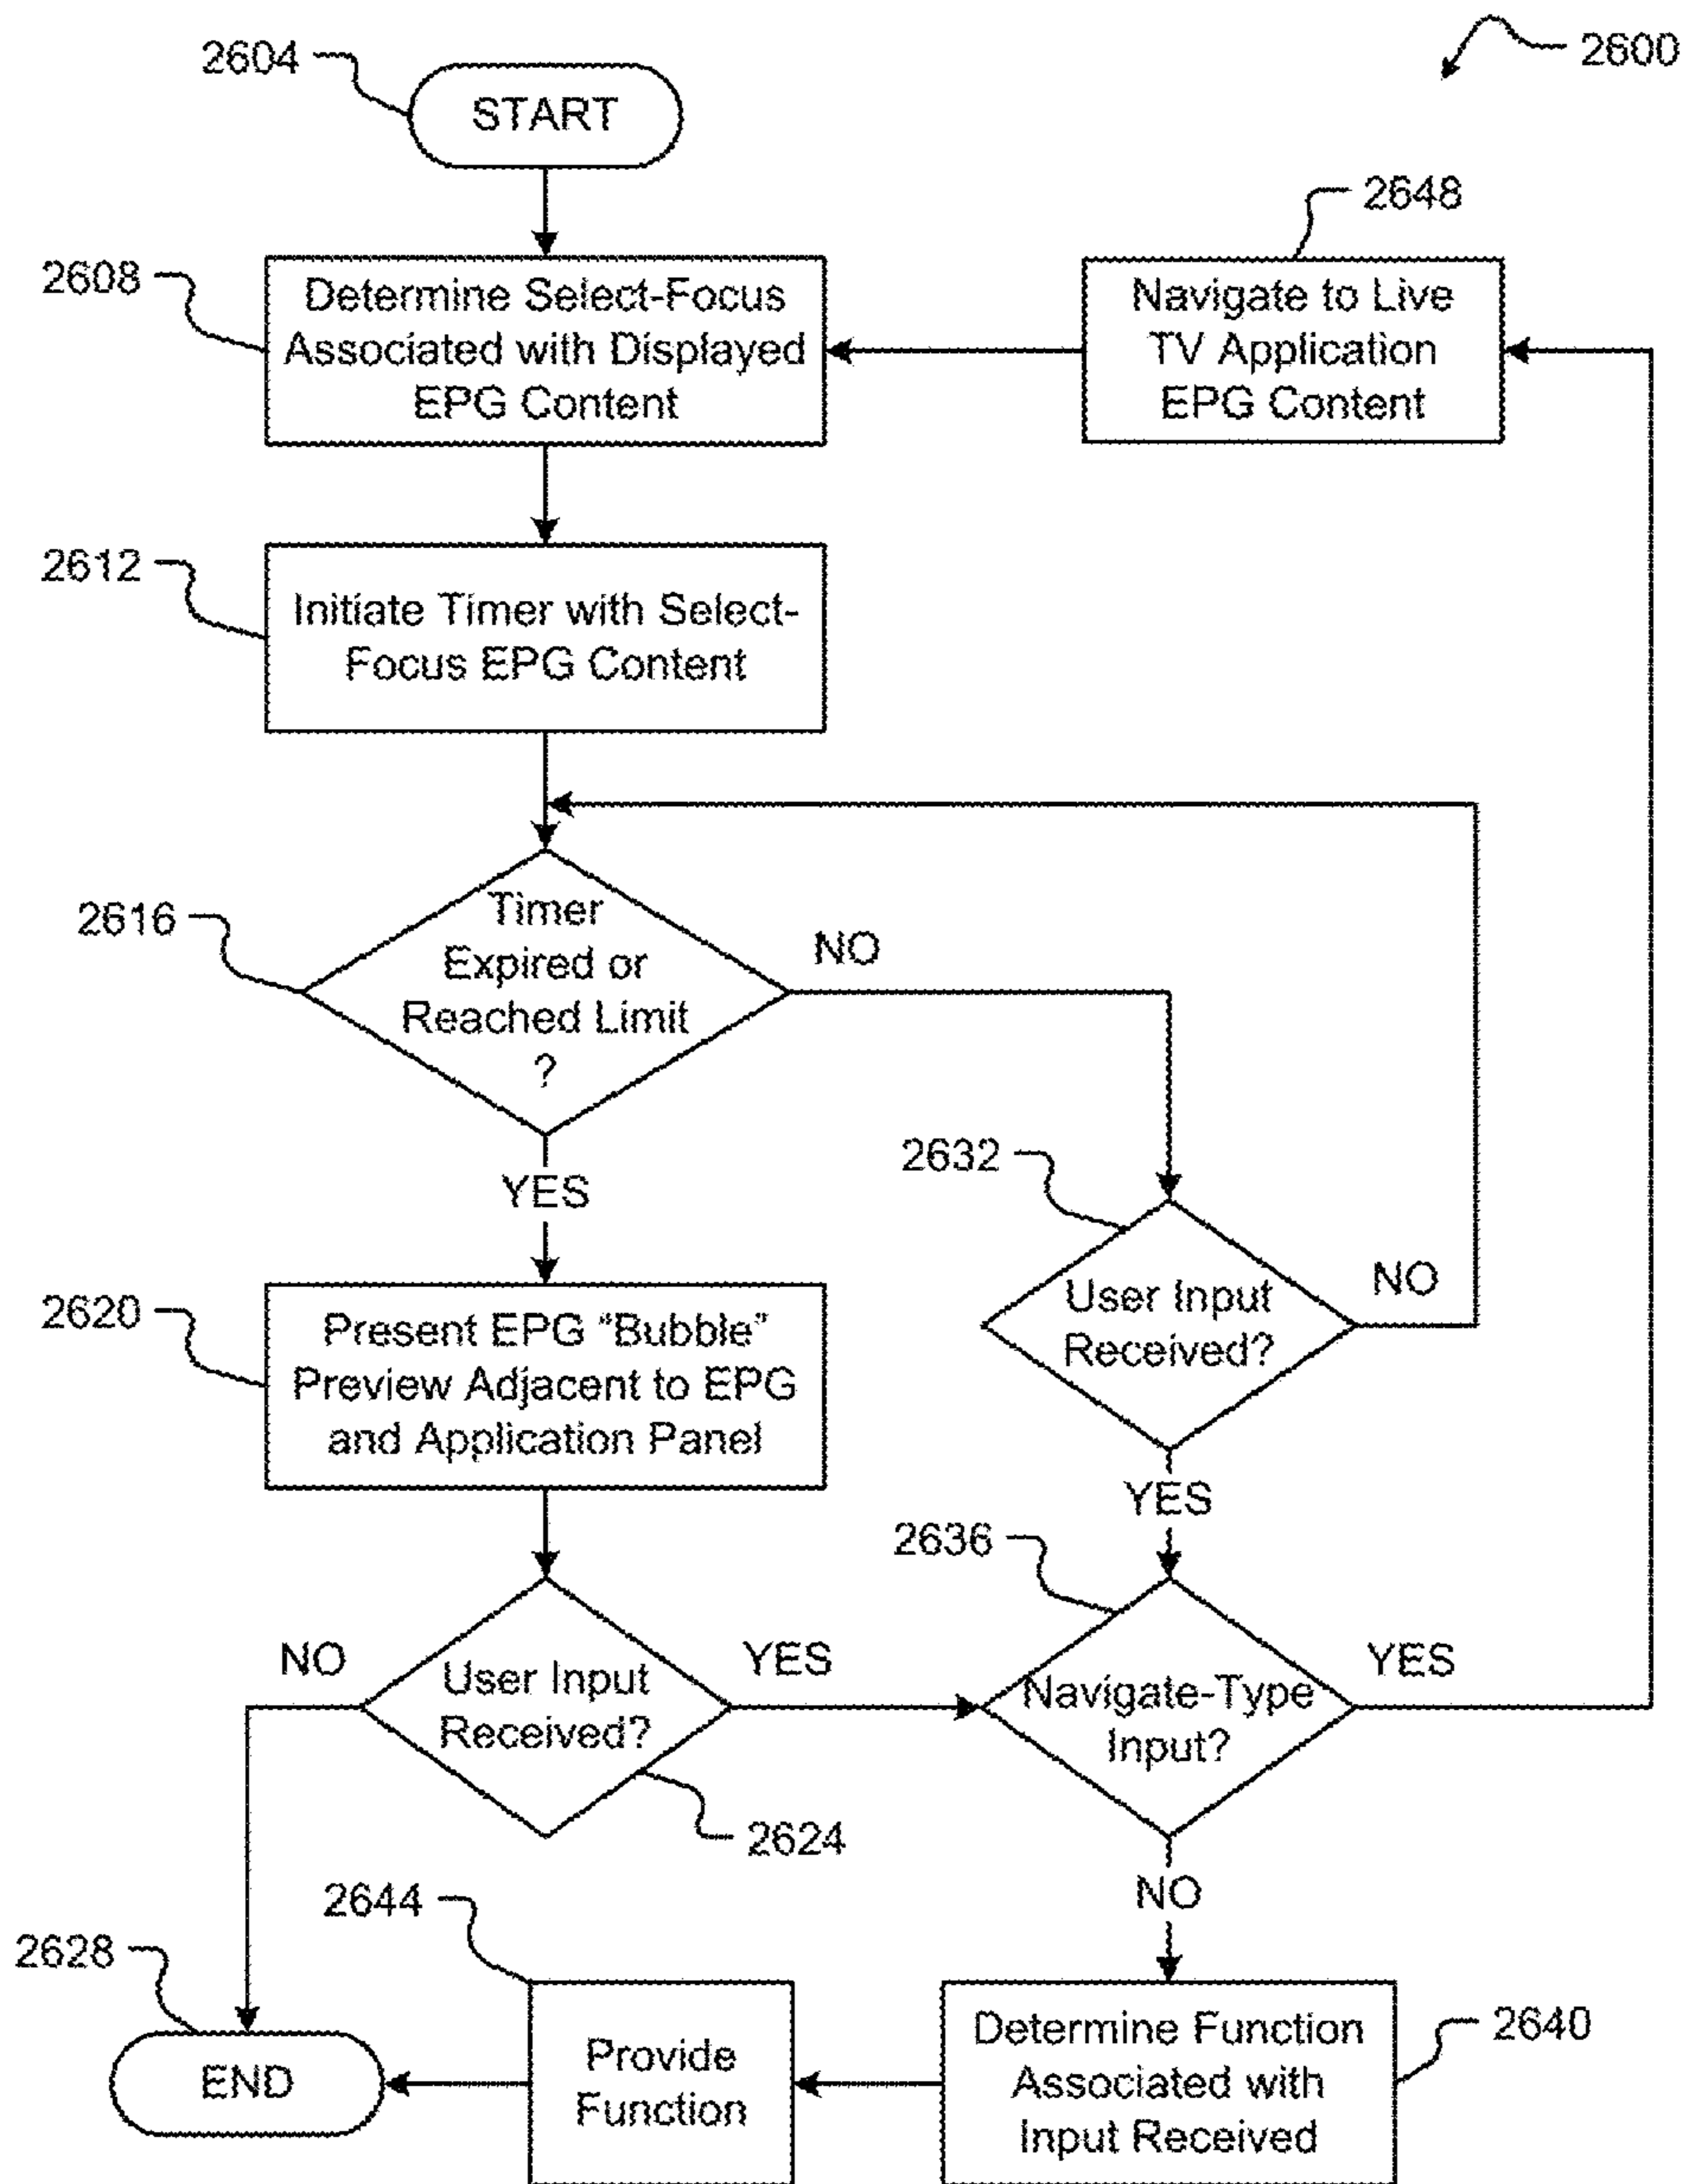 2600
2604
START
2648
2608
Determine Select-Focus
Associated with Displayed
EPG Content
Navigate to Live
TV Application
EPG Content
2612
Initiate Timer with Select-
Focus EPG Content
2616
Timer
Expired or
Reached Limit
?
NO
YES
2632
User Input
Received?
NO
YES
2620
Present EPG “Bubble”
Preview Adjacent to EPG
and Application Panel
2636
NO
User Input
Received?
YES
Navigate-Type
Input?
YES
2624
NO
2644
2628
END
Provide
Function
Determine Function
Associated with
Input Received
2640